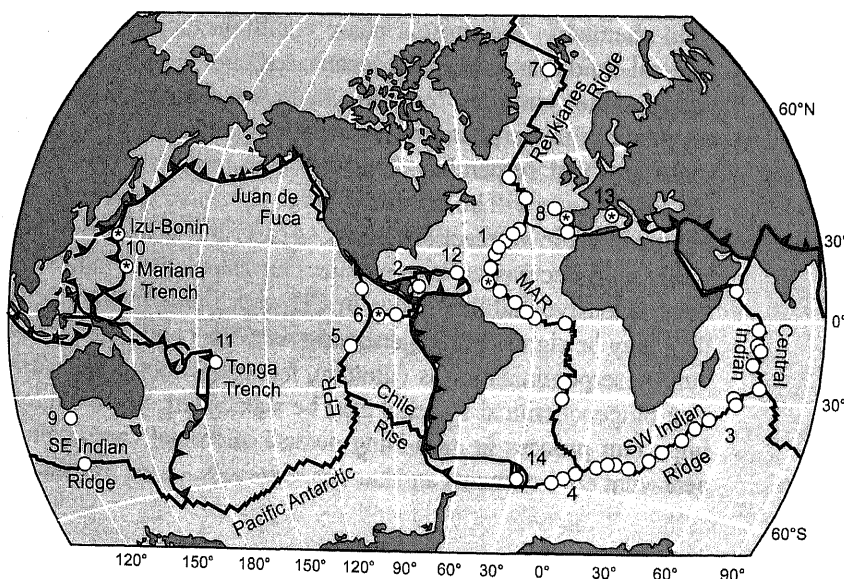 7
Reykjanes
Ridge
60°N
Juan de
Fuca
8
13
Izu-Bonin
10
Mariana
Trench
1
12
2
MAR
30°
6
0°
5
11
Tonga
Trench
EPR
Chile
Rise
Central
Indian
9
SE Indian
Ridge
SW Indian
Ridge
3
30°
14
4
Pacific Antarctic
60°S
120° 150° 180° 150° 120° 90° 60° 30° 0° 30° 60° 90°